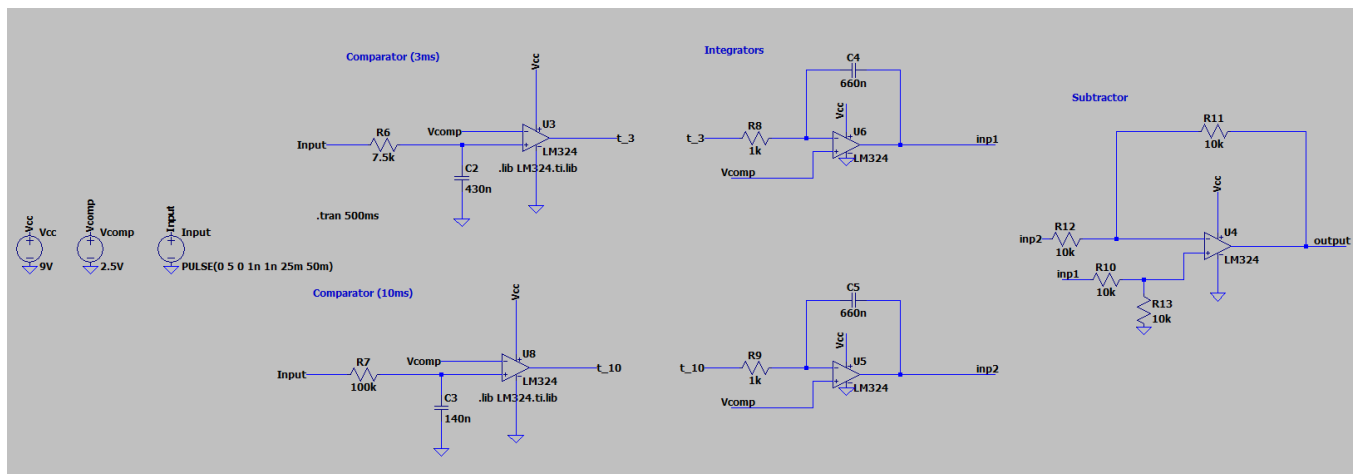 Comparator (3ms)
Vcc
Vcomp
U3
R6
Input
7.5k
t_3
LM324
C2
.lib LM324.ti.lib
430n
.tran 500ms
Integrators
C4
660n
Vcc
t_3
R8
U6
1k
inp1
LM324
Vcomp
Subtractor
R11
10k
Vcc
inp2
R12
U4
output
10k
LM324
inp1
R10
10k
R13
10k
Vcc
Vcc
9V
Vcomp
Vcomp
2.5V
Input
Input
PULSE(0 5 0 1n 1n 25m 50m)
Comparator (10ms)
Vcc
Vcomp
U8
R7
Input
100k
t_10
LM324
C3
.lib LM324.ti.lib
140n
C5
660n
Vcc
t_10
R9
U5
1k
inp2
LM324
Vcomp